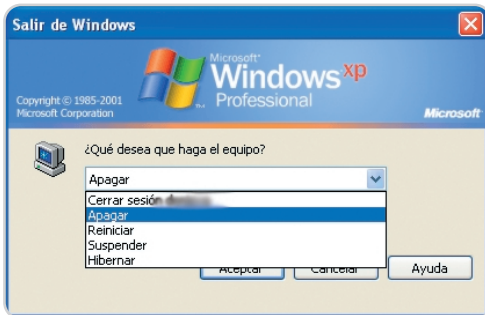 Salir de Windows
Microsoft
Windows xp
Professional
Copyright © 1985-2001
Microsoft Corporation
Microsoft
¿Qué desea que haga el equipo?
Apagar
Cerrar sesión
Apagar
Reiniciar
Suspender
Hibernar
Aceptar Cancelar Ayuda